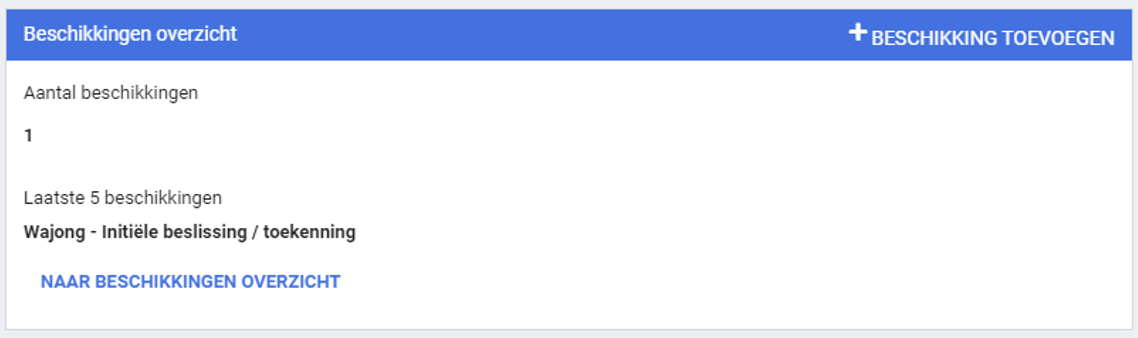 Beschikkingen overzicht
+ BESCHIKKING TOEVOEGEN
Aantal beschikkingen
1
Laatste 5 beschikkingen
Wajong - Initiële beslissing / toekenning
NAAR BESCHIKKINGEN OVERZICHT